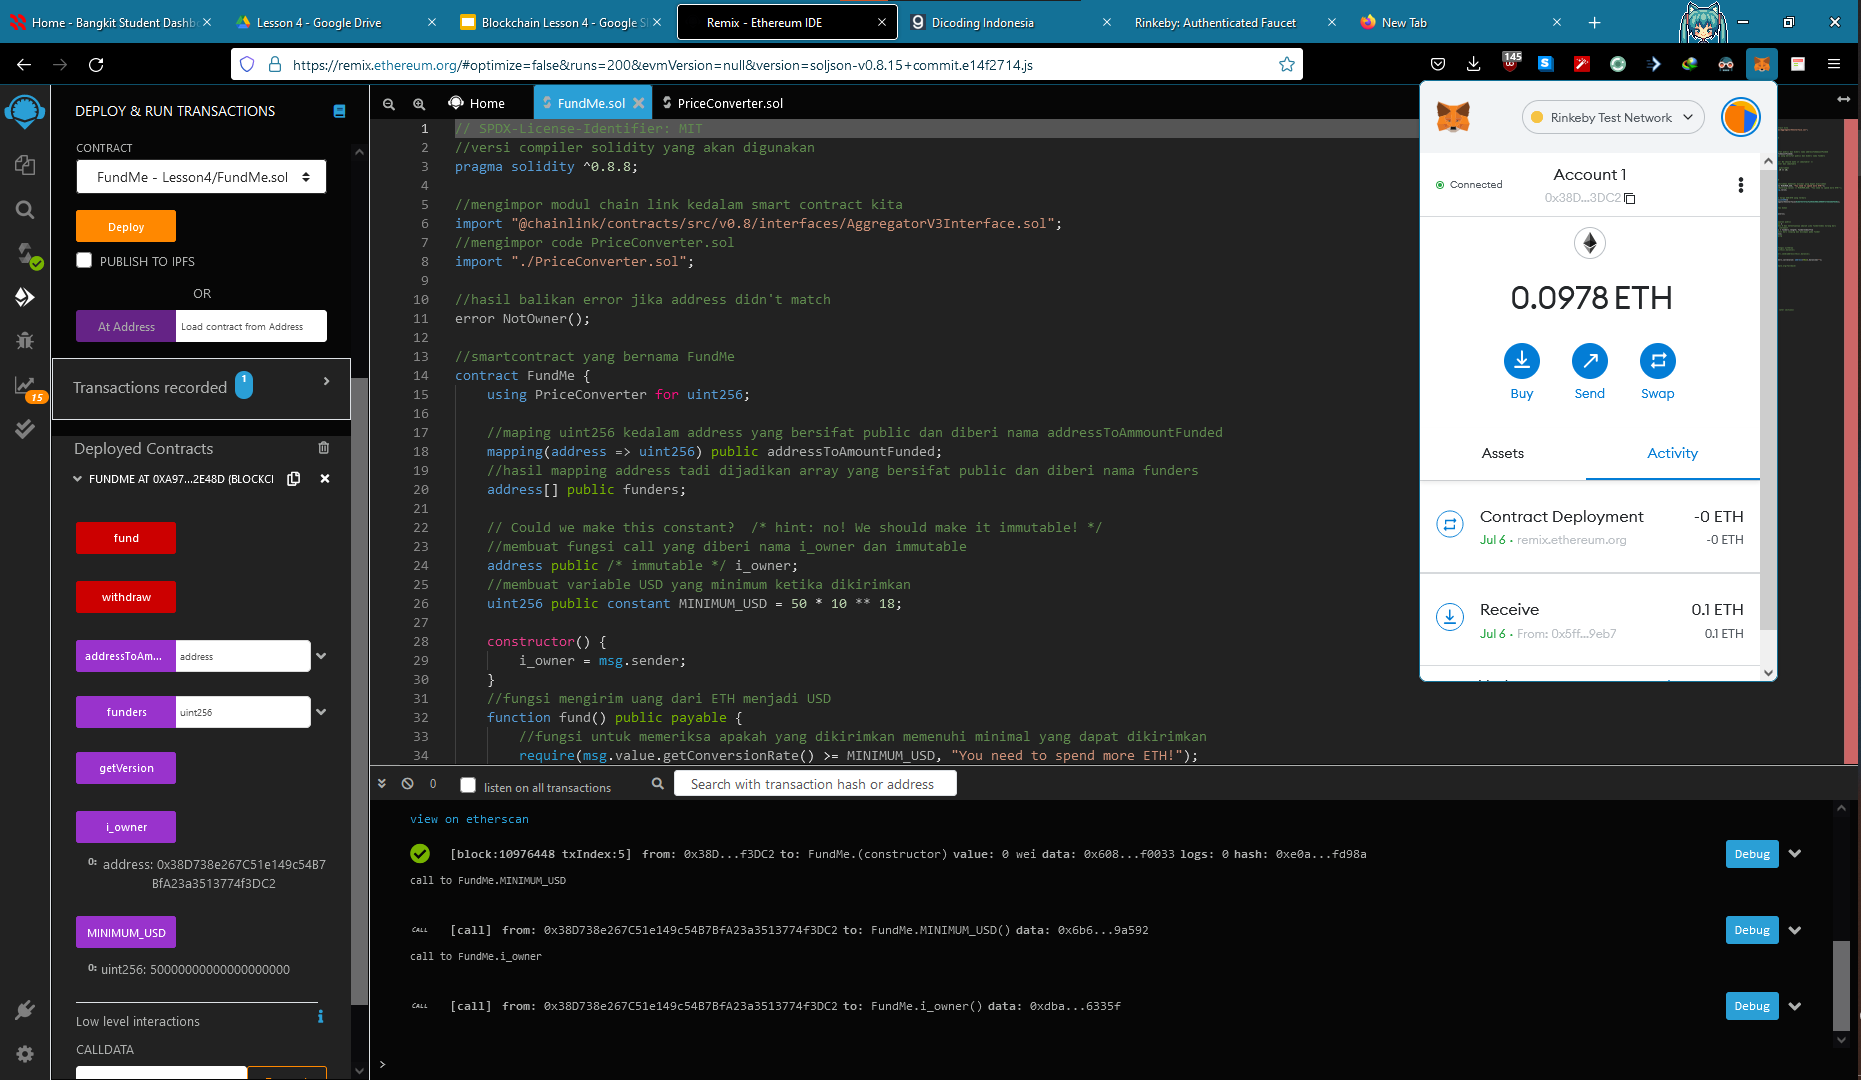 Home - Bangkit Student Dashb
Lesson 4 - Google Drive
Blockchain Lesson 4 - Google Sl
Remix - Ethereum IDE
Dicoding Indonesia
Rinkeby: Authenticated Faucet
New Tab
https://remix.ethereum.org/#optimize=false&runs=200&evmVersion=null&version=soljson-v0.8.15+commit.e14f2714.js
145
DEPLOY & RUN TRANSACTIONS
CONTRACT
FundMe - Lesson4/FundMe.sol
Deploy
PUBLISH TO IPFS
OR
At Address
Load contract from Address
Transactions recorded 1
15
Deployed Contracts
FUNDME AT 0XA97...2E48D (BLOCKCH
fund
withdraw
addressToAm...
address
funders
uint256
getVersion
i_owner
0: address: 0x38D738e267C51e149c54B7
BfA23a3513774f3DC2
MINIMUM_USD
0: uint256: 50000000000000000000
Low level interactions
CALLDATA
Home
FundMe.sol
PriceConverter.sol
1 // SPDX-License-Identifier: MIT
2 //versi compiler solidity yang akan digunakan
3 pragma solidity ^0.8.8;
4
5 //mengimpor modul chain link kedalam smart contract kita
6 import "@chainlink/contracts/src/v0.8/interfaces/AggregatorV3Interface.sol";
7 //mengimpor code PriceConverter.sol
8 import "./PriceConverter.sol";
9
10 //hasil balikan error jika address didn't match
11 error NotOwner();
12
13 //smartcontract yang bernama FundMe
14 contract FundMe {
15 using PriceConverter for uint256;
16
17 //maping uint256 kedalam address yang bersifat public dan diberi nama addressToAmmountFunded
18 mapping(address => uint256) public addressToAmountFunded;
19 //hasil mapping address tadi dijadikan array yang bersifat public dan diberi nama funders
20 address[] public funders;
21
22 // Could we make this constant?  /* hint: no! We should make it immutable! */
23 //membuat fungsi call yang diberi nama i_owner dan immutable
24 address public /* immutable */ i_owner;
25 //membuat variable USD yang minimum ketika dikirimkan
26 uint256 public constant MINIMUM_USD = 50 * 10 ** 18;
27
28 constructor() {
29 i_owner = msg.sender;
30 }
31 //fungsi mengirim uang dari ETH menjadi USD
32 function fund() public payable {
33 //fungsi untuk memeriksa apakah yang dikirimkan memenuhi minimal yang dapat dikirimkan
34 require(msg.value.getConversionRate() >= MINIMUM_USD, "You need to spend more ETH!");
0
listen on all transactions
Search with transaction hash or address
view on etherscan
[block:10976448 txIndex:5] from: 0x38D...f3DC2 to: FundMe.(constructor) value: 0 wei data: 0x608...f0033 logs: 0 hash: 0xe0a...fd98a
Debug
call to FundMe.MINIMUM_USD
CALL [call] from: 0x38D738e267C51e149c54B7BfA23a3513774f3DC2 to: FundMe.MINIMUM_USD() data: 0x6b6...9a592
Debug
call to FundMe.i_owner
CALL [call] from: 0x38D738e267C51e149c54B7BfA23a3513774f3DC2 to: FundMe.i_owner() data: 0xdba...6335f
Debug
>
Rinkeby Test Network
Connected
Account 1
0x38D...3DC2
0.0978 ETH
Buy
Send
Swap
Assets
Activity
Contract Deployment
-0 ETH
Jul 6 · remix.ethereum.org
-0 ETH
Receive
0.1 ETH
Jul 6 · From: 0x5ff...9eb7
0.1 ETH